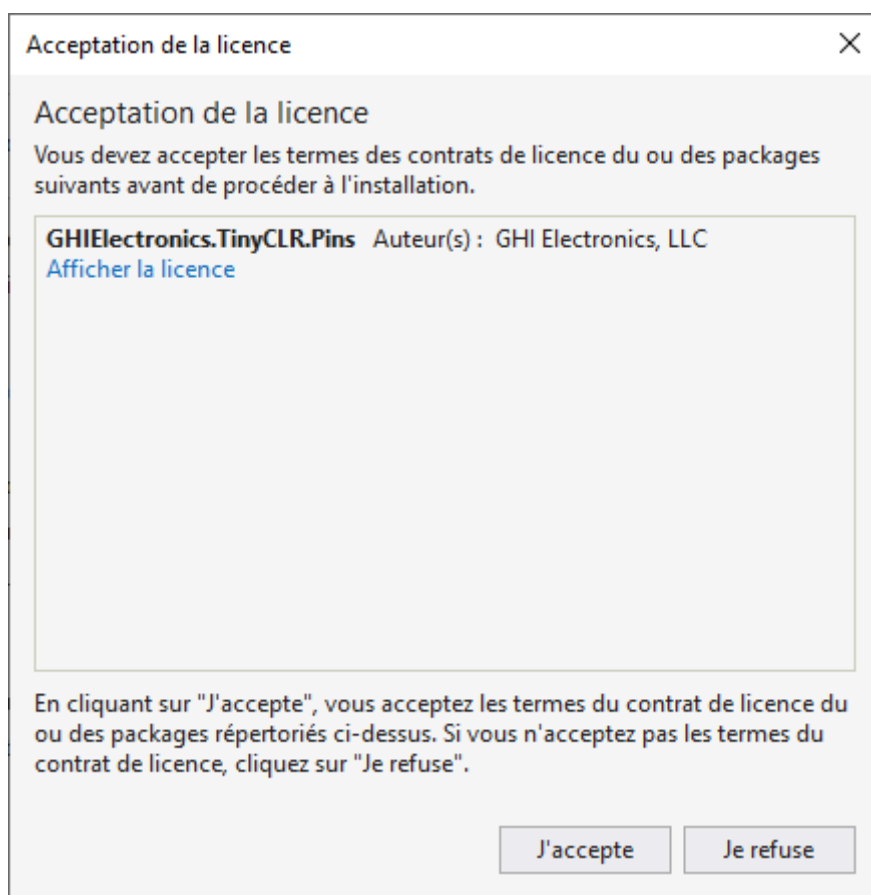 Acceptation de la licence
Acceptation de la licence
Vous devez accepter les termes des contrats de licence du ou des packages
suivants avant de procéder à l'installation.
GHIElectronics.TinyCLR.Pins Auteur(s) : GHI Electronics, LLC
Afficher la licence
En cliquant sur "J'accepte", vous acceptez les termes du contrat de licence du
ou des packages répertoriés ci-dessus. Si vous n'acceptez pas les termes du
contrat de licence, cliquez sur "Je refuse".
J'accepte Je refuse